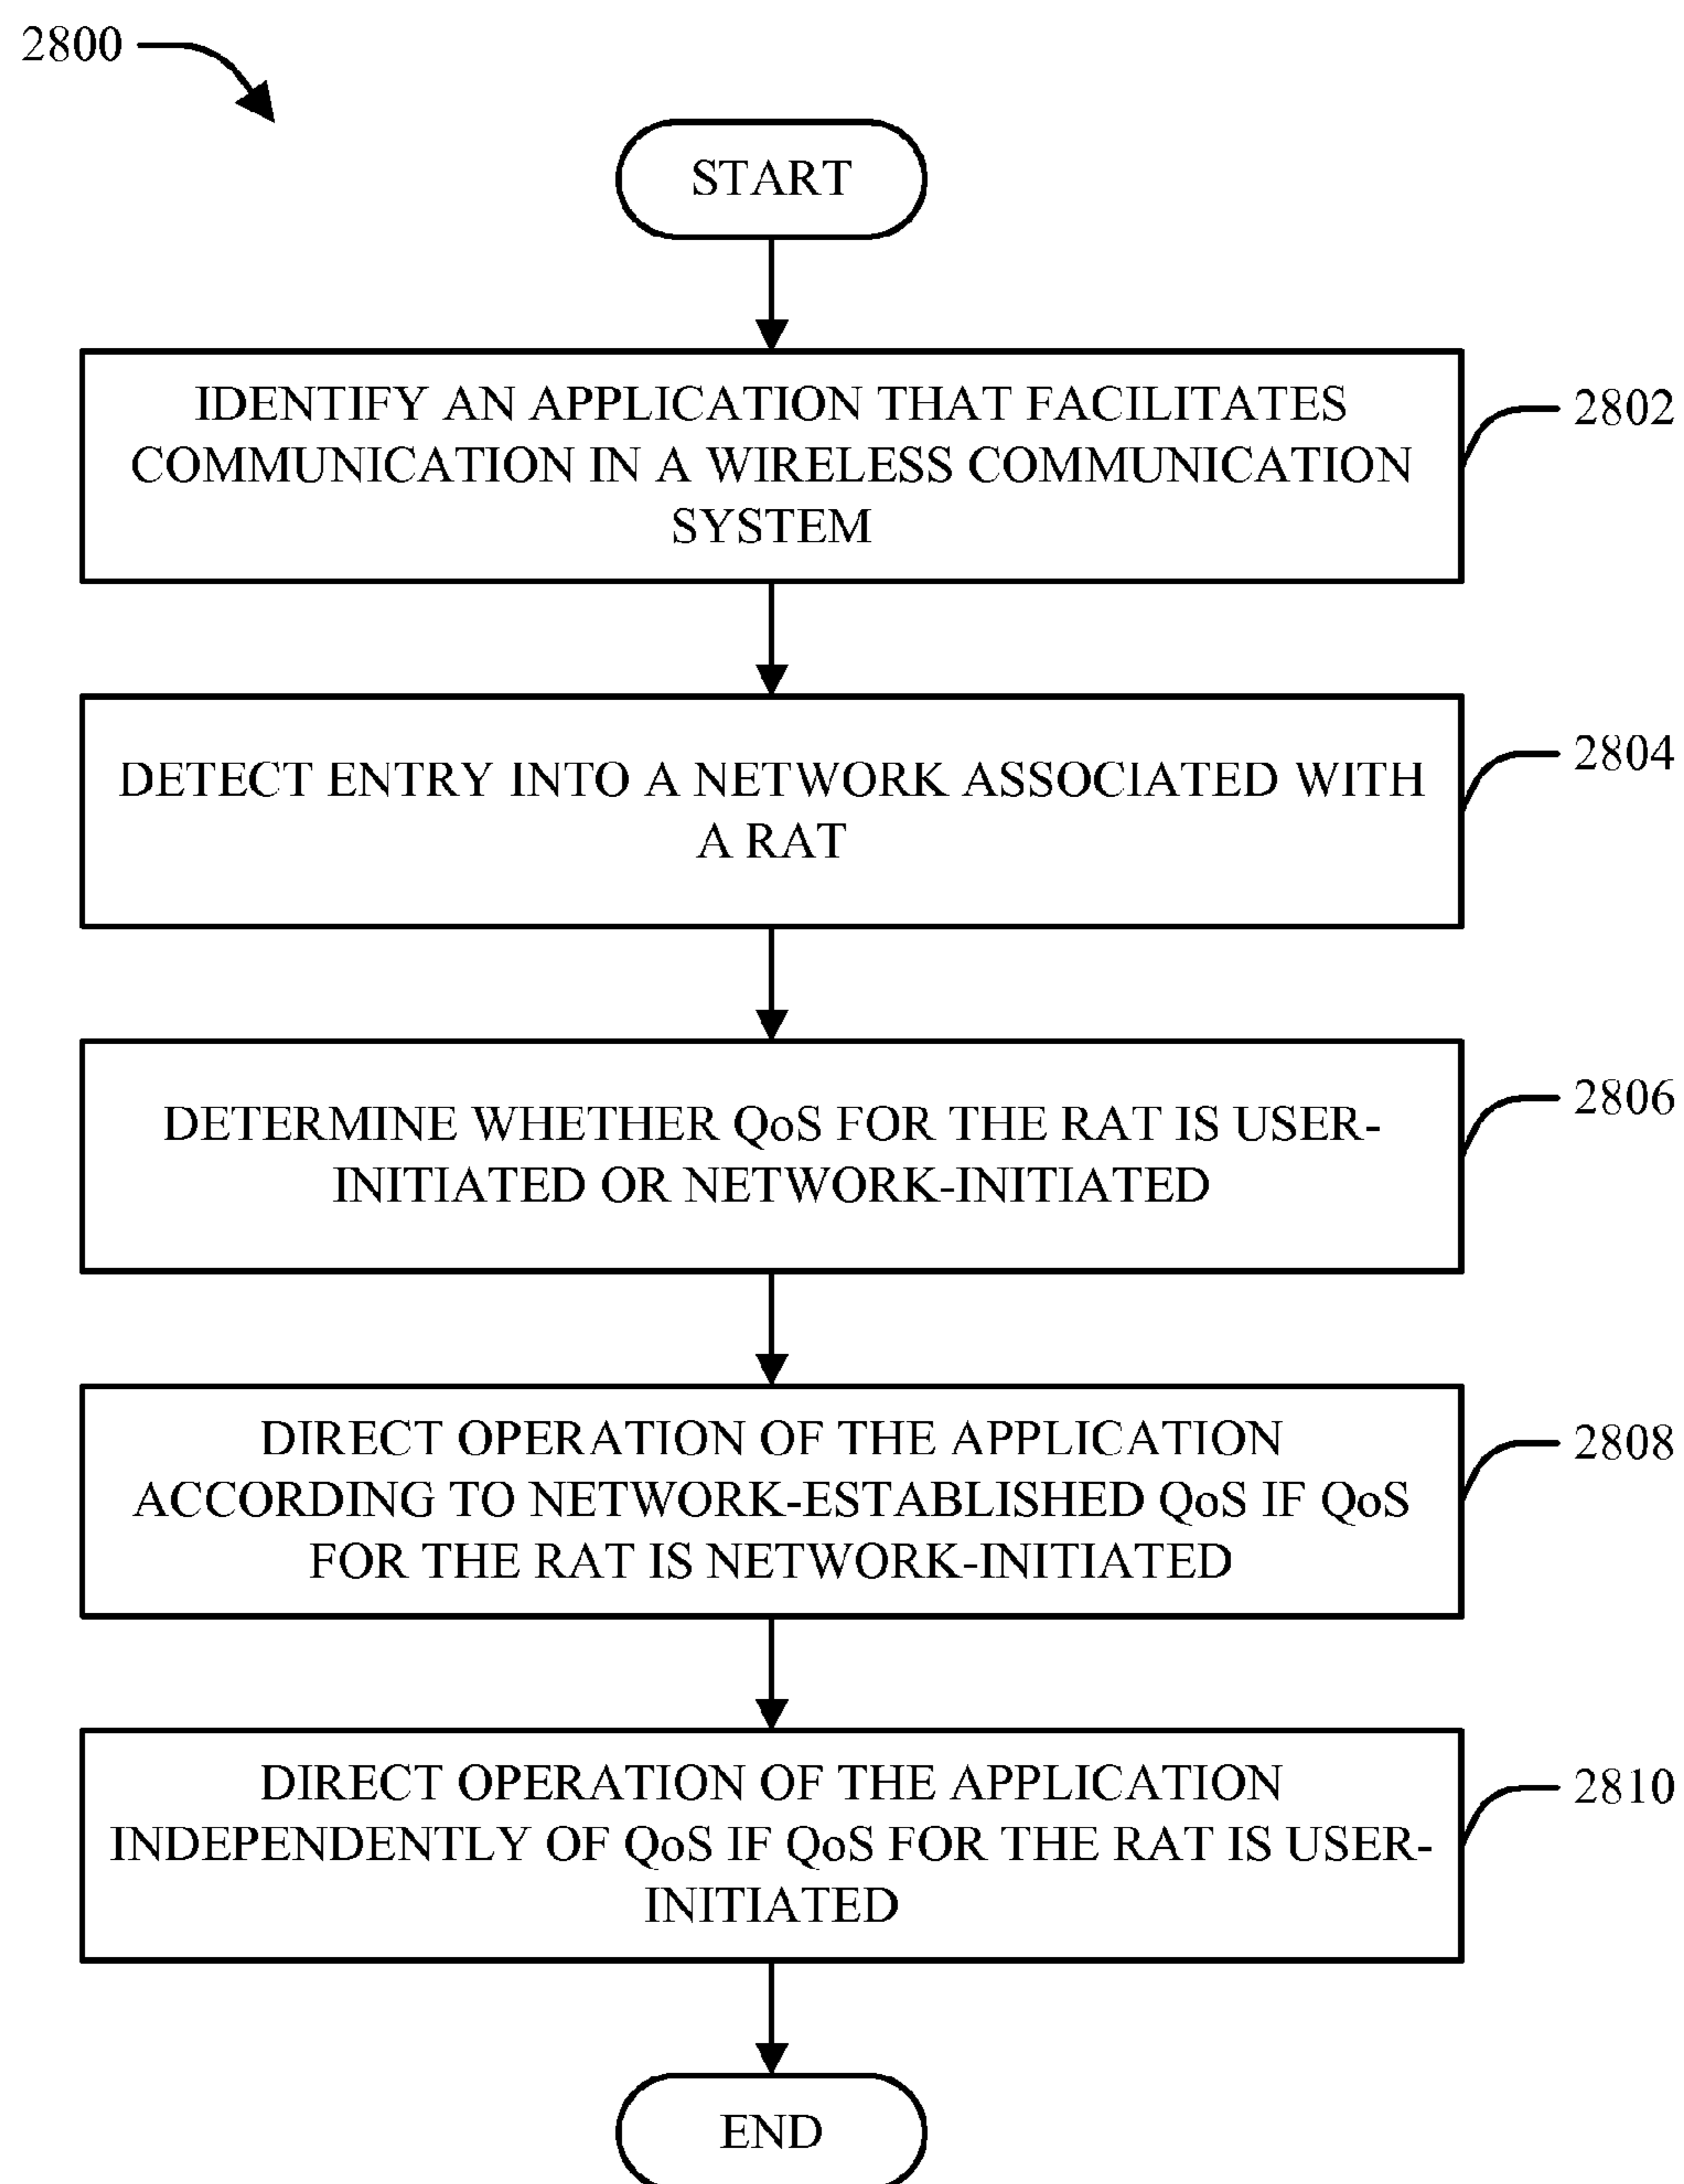 2800
START
IDENTIFY AN APPLICATION THAT FACILITATES
COMMUNICATION IN A WIRELESS COMMUNICATION
SYSTEM
2802
DETECT ENTRY INTO A NETWORK ASSOCIATED WITH
A RAT
2804
DETERMINE WHETHER QoS FOR THE RAT IS USER-
INITIATED OR NETWORK-INITIATED
2806
DIRECT OPERATION OF THE APPLICATION
ACCORDING TO NETWORK-ESTABLISHED QoS IF QoS
FOR THE RAT IS NETWORK-INITIATED
2808
DIRECT OPERATION OF THE APPLICATION
INDEPENDENTLY OF QoS IF QoS FOR THE RAT IS USER-
INITIATED
2810
END